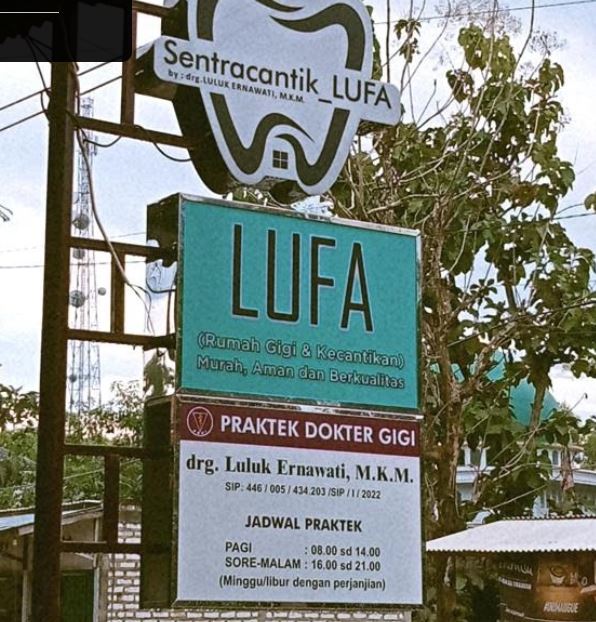 Sentracantik_LUFA
by : drg.LULUK ERNAWATI, M.K.M.
LUFA
(Rumah Gigi & Kecantikan)
Murah, Aman dan Berkualitas
PRAKTEK DOKTER GIGI
drg. Luluk Ernawati, M.K.M.
SIP: 446 / 005 / 434.203 /SIP / I / 2022
JADWAL PRAKTEK
PAGI : 08.00 sd 14.00
SORE-MALAM : 16.00 sd 21.00
(Minggu/libur dengan perjanjian)